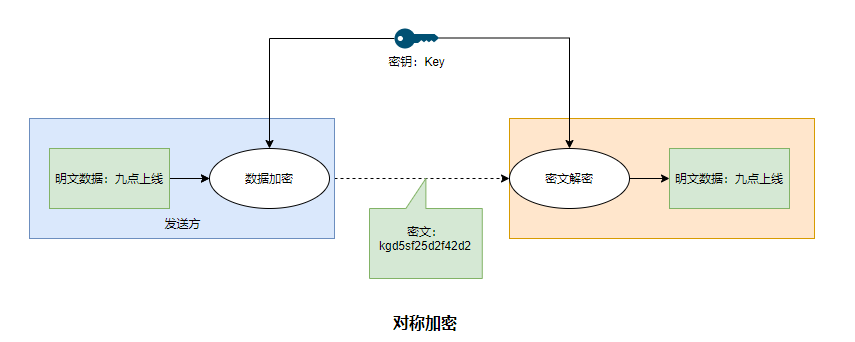 密钥：Key
明文数据：九点上线
数据加密
密文解密
明文数据：九点上线
发送方
密文：
kgd5sf25d2f42d2
对称加密